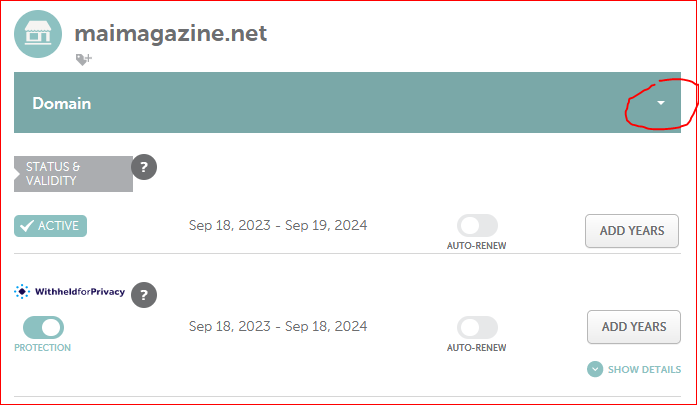 maimagazine.net
Domain
STATUS &
VALIDITY
?
ACTIVE
Sep 18, 2023 - Sep 19, 2024
AUTO-RENEW
ADD YEARS
WithheldforPrivacy
?
PROTECTION
Sep 18, 2023 - Sep 18, 2024
AUTO-RENEW
ADD YEARS
SHOW DETAILS